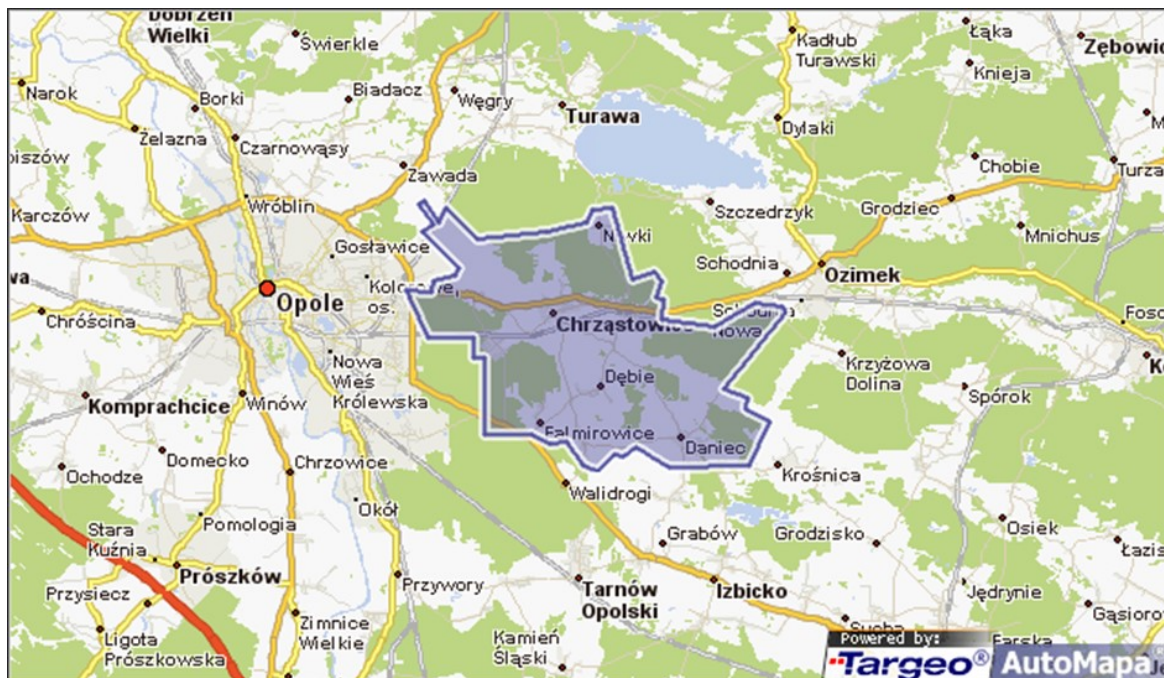 Dobrzeń
Wielki
Świerkle
Kadłub
Turawski
Łąka
Zębowic
Knieja
Narok
Borki
Biadacz
Węgry
Turawa
Żelazna
Czarnowąsy
Dylaki
Chobie
Turza
Zawada
Karczów
Wróblin
Szczedrzyk
Grodziec
Gosławice
Mnichus
Schodnia
Ozimek
Opole
os.
Chróścina
Chrząstowice
Nowa
Fosc
Nowa
Wieś
Królewska
Krzyżowa
Dolina
Dębie
Spórok
Komprachcice
Winów
Falmirowice
Daniec
Domecko
Ochodze
Chrzowice
Krośnica
Walidrogi
Okół
Pomologia
Osiek
Stara
Kuźnia
Grabów
Grodzisko
Prószków
Przywory
Tarnów
Opolski
Izbicko
Jędrynie
Przysiecz
Gąsioro
Zimnice
Wielkie
Ligota
Prószkowska
Kamień
Śląski
Powered by:
Targeo® AutoMapa®